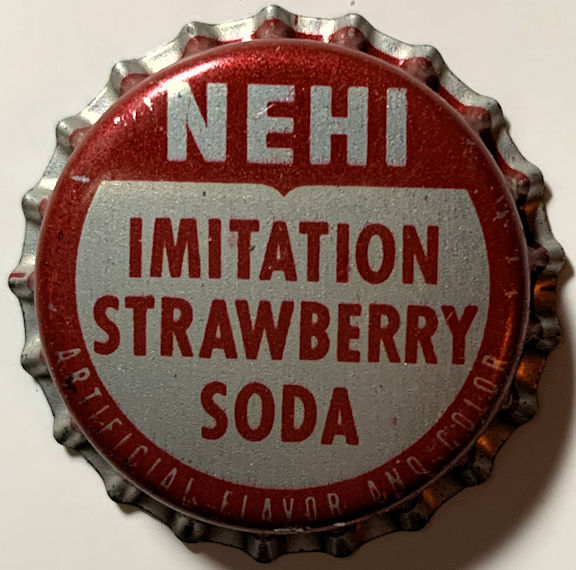 NEHI
IMITATION
STRAWBERRY
SODA
ARTIFICIAL FLAVOR AND COLOR